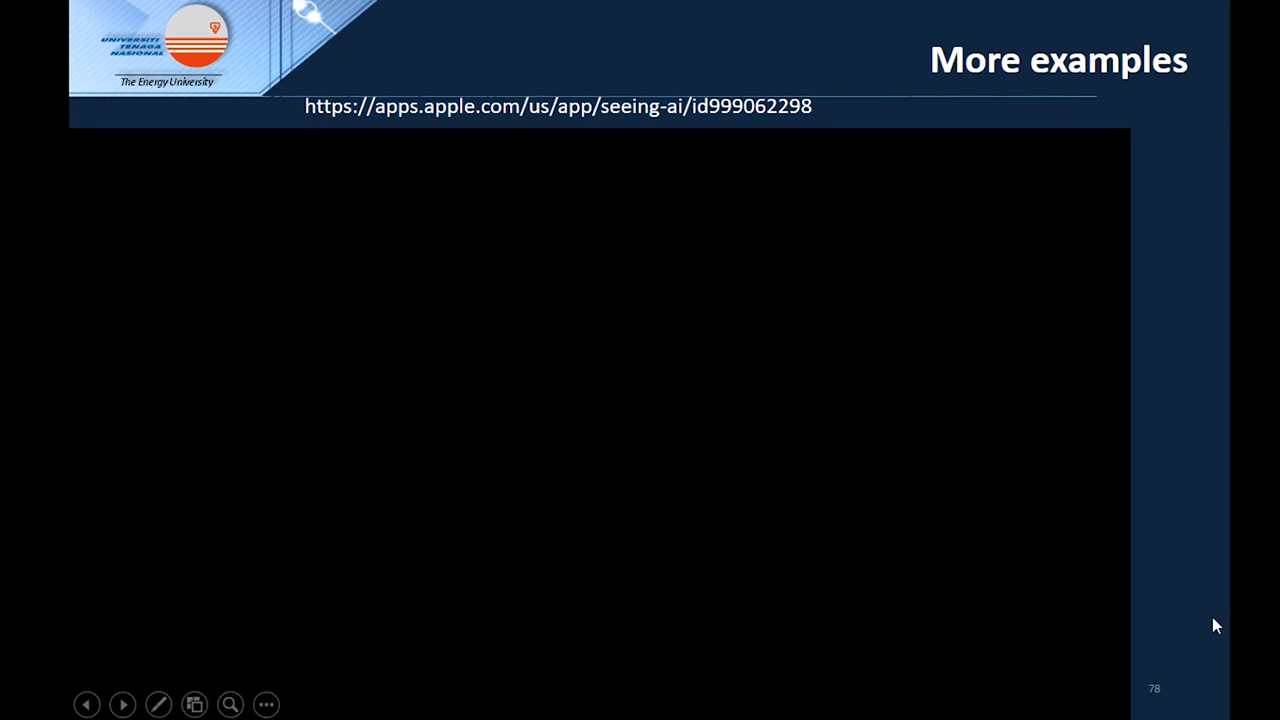 UNIVERSITI
TENAGA
NASIONAL
The Energy University
More examples
https://apps.apple.com/us/app/seeing-ai/id999062298
78